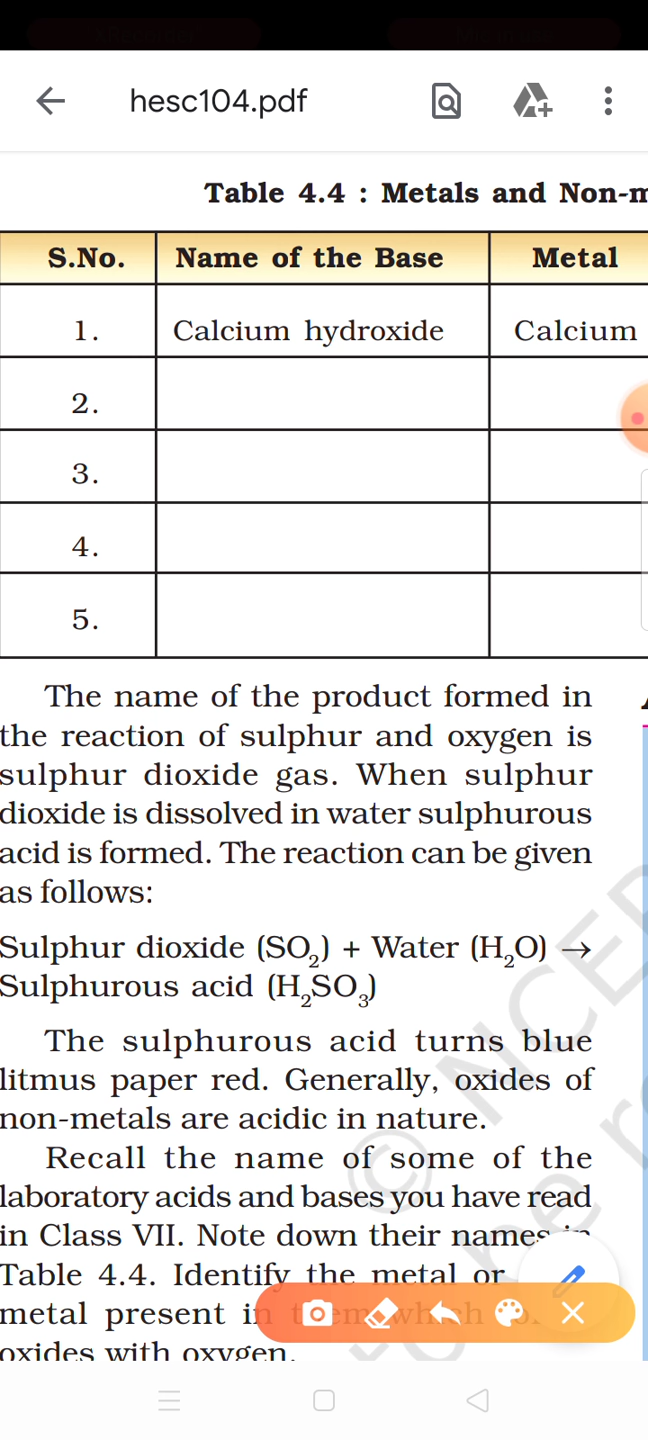 hesc104.pdf
Table 4.4 : Metals and Non-m
S.No. Name of the Base Metal
1. Calcium hydroxide Calcium
2.
3.
4.
5.
The name of the product formed in
the reaction of sulphur and oxygen is
sulphur dioxide gas. When sulphur
dioxide is dissolved in water sulphurous
acid is formed. The reaction can be given
as follows:
Sulphur dioxide (SO₂) + Water (H₂O) →
Sulphurous acid (H₂SO₃)
The sulphurous acid turns blue
litmus paper red. Generally, oxides of
non-metals are acidic in nature.
Recall the name of some of the
laboratory acids and bases you have read
in Class VII. Note down their names in
Table 4.4. Identify the metal or
metal present in them which
oxides with oxygen.
© NCE
be r